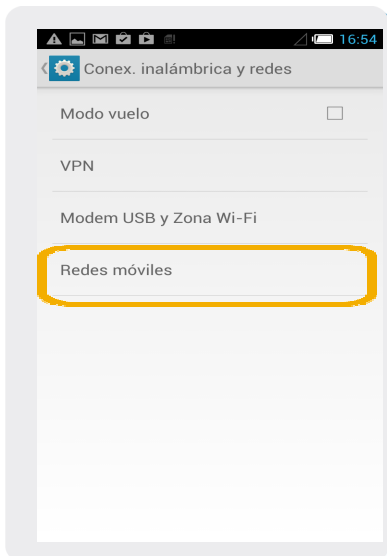 16:54
Conex. inalámbrica y redes
Modo vuelo
VPN
Modem USB y Zona Wi-Fi
Redes móviles